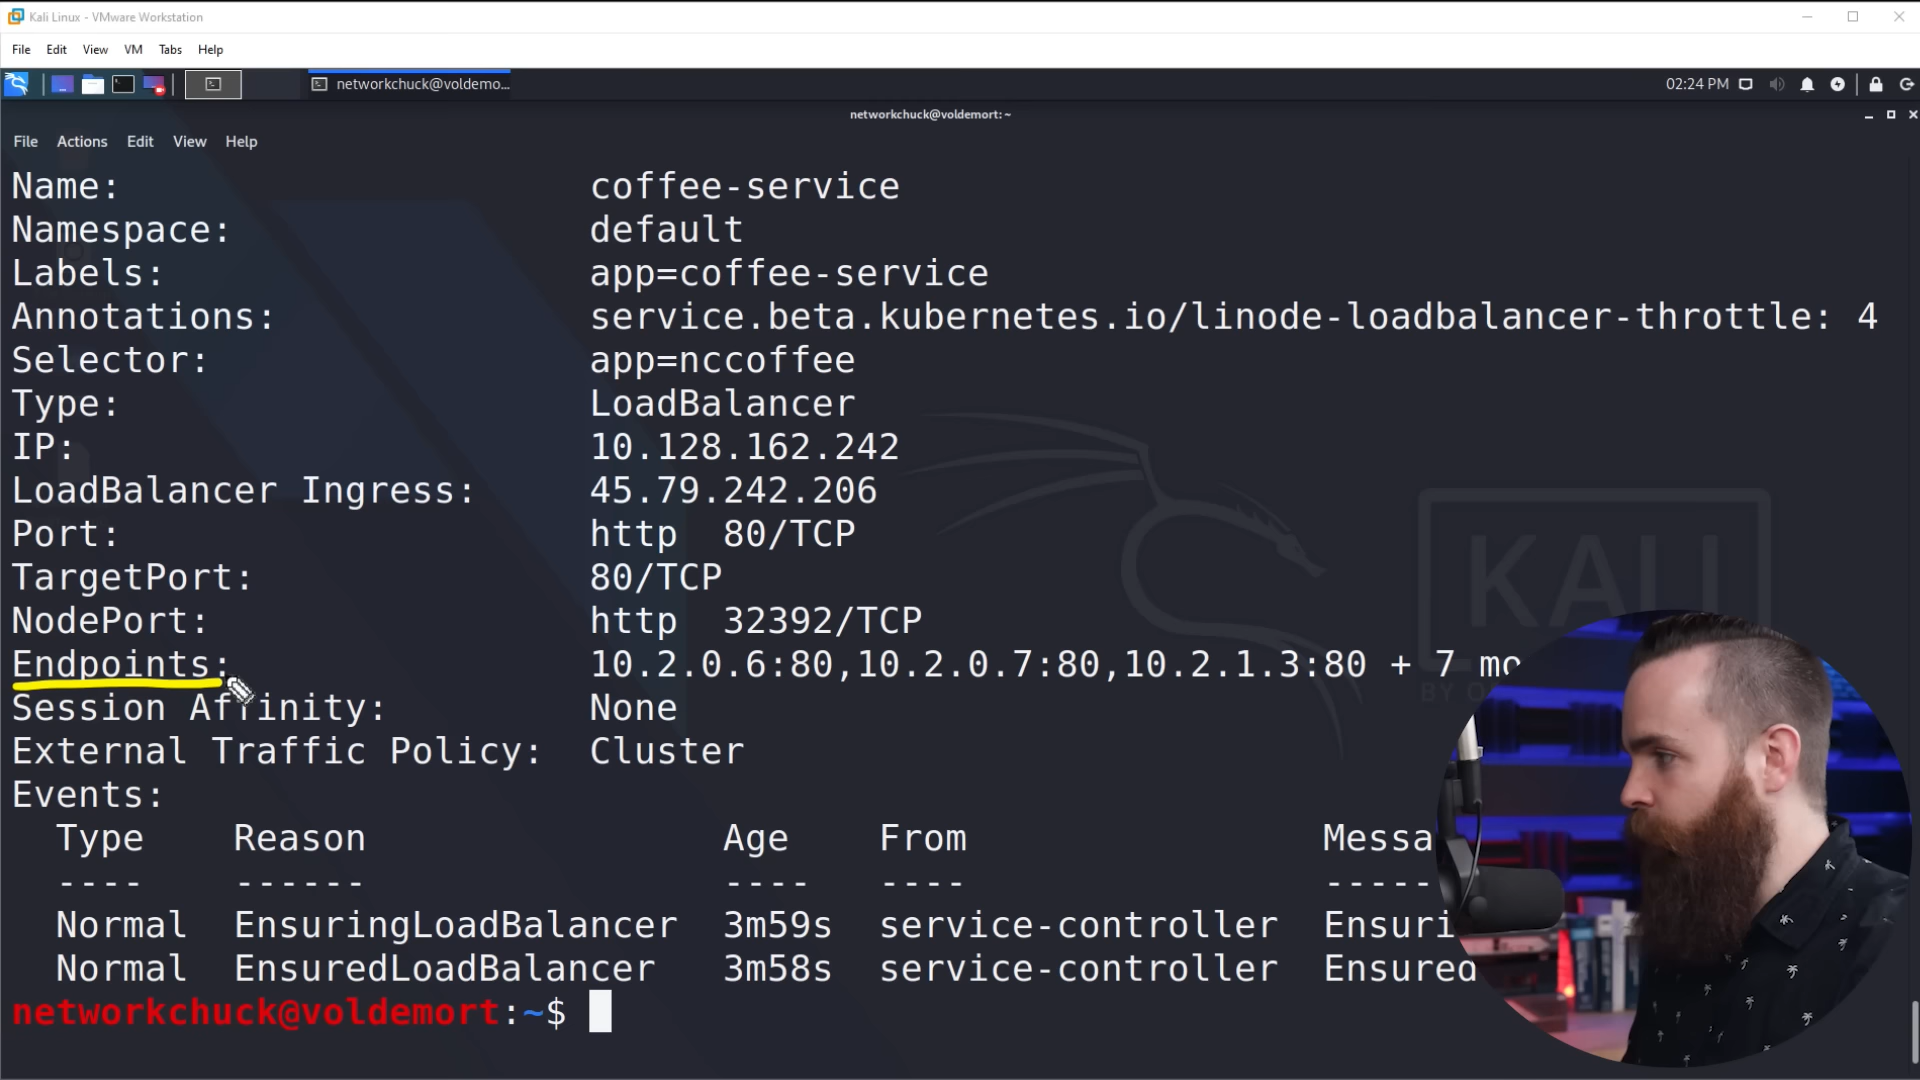 Kali Linux - VMware Workstation
File Edit View VM Tabs Help
networkchuck@voldemo... 02:24 PM
networkchuck@voldemort: ~
File Actions Edit View Help
Name: coffee-service
Namespace: default
Labels: app=coffee-service
Annotations: service.beta.kubernetes.io/linode-loadbalancer-throttle: 4
Selector: app=nccoffee
Type: LoadBalancer
IP: 10.128.162.242
LoadBalancer Ingress: 45.79.242.206
Port: http 80/TCP
TargetPort: 80/TCP
NodePort: http 32392/TCP
Endpoints: 10.2.0.6:80,10.2.0.7:80,10.2.1.3:80 + 7 mo
Session Affinity: None
External Traffic Policy: Cluster
Events:
Type Reason Age From Messa
---- ------ ---- ---- -----
Normal EnsuringLoadBalancer 3m59s service-controller Ensuri
Normal EnsuredLoadBalancer 3m58s service-controller Ensured
networkchuck@voldemort:~$
KALI
BY O